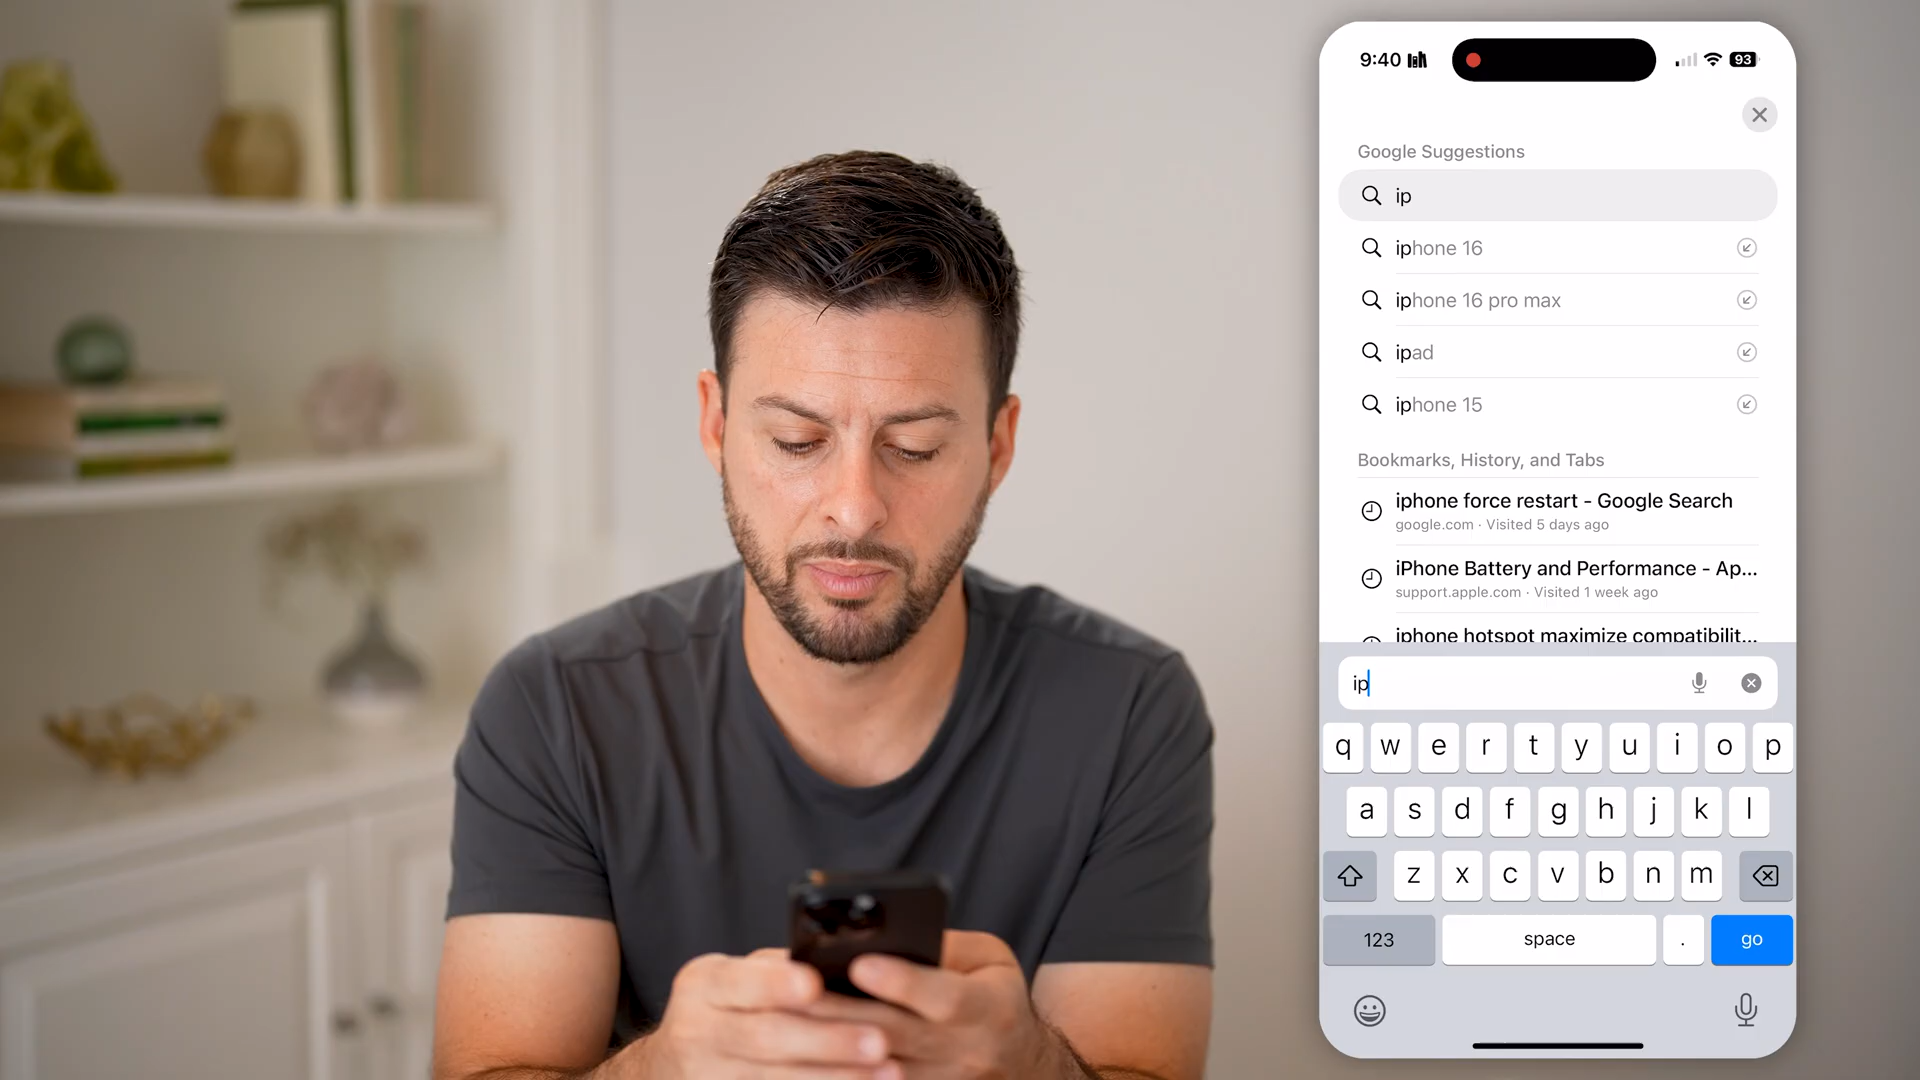 9:40
93
Google Suggestions
ip
iphone 16
iphone 16 pro max
ipad
iphone 15
Bookmarks, History, and Tabs
iphone force restart - Google Search
google.com · Visited 5 days ago
iPhone Battery and Performance - Ap...
support.apple.com · Visited 1 week ago
iphone hotspot maximize compatibilit...
ip
q w e r t y u i o p
a s d f g h j k l
z x c v b n m
123 space . go